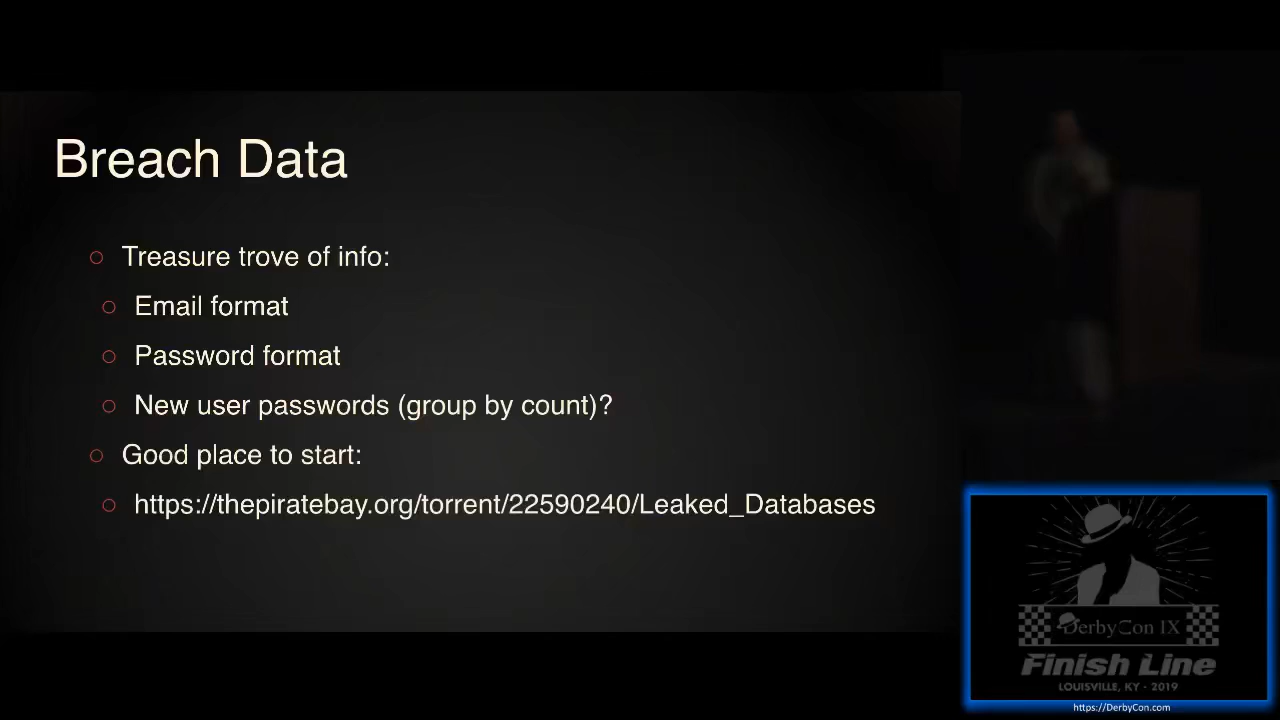 Breach Data
Treasure trove of info:
Email format
Password format
New user passwords (group by count)?
Good place to start:
https://thepiratebay.org/torrent/22590240/Leaked_Databases
DerbyCon IX
Finish Line
LOUISVILLE, KY - 2019
https://DerbyCon.com